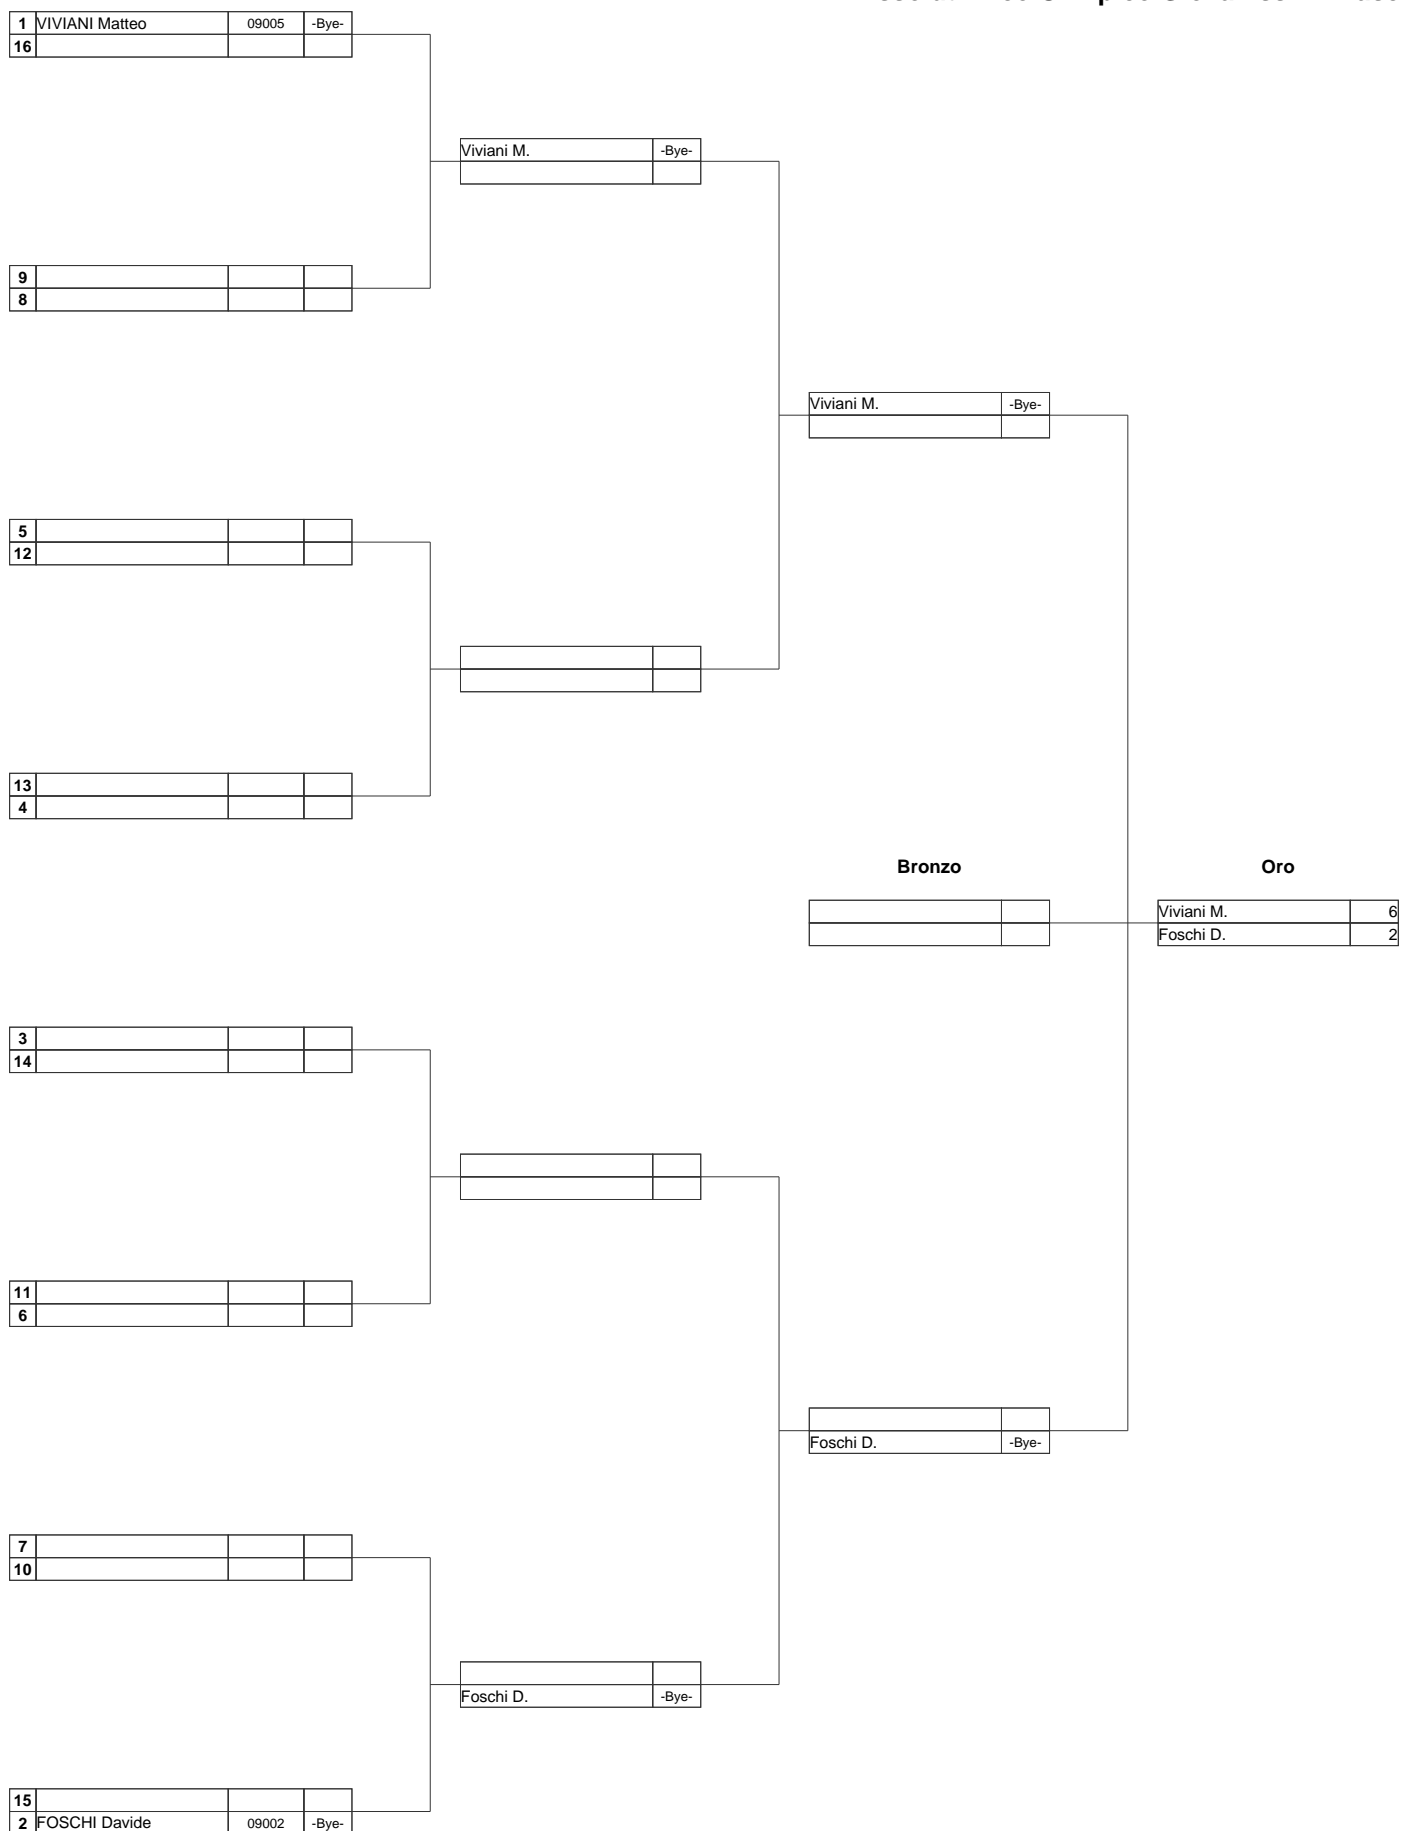 1 VIVIANI Matteo 09005 -Bye-
16
Viviani M. -Bye-
9
8
Viviani M. -Bye-
5
12
13
4
Bronzo Oro
Viviani M. 6
Foschi D. 2
3
14
11
6
Foschi D. -Bye-
7
10
Foschi D. -Bye-
15
2 FOSCHI Davide 09002 -Bye-